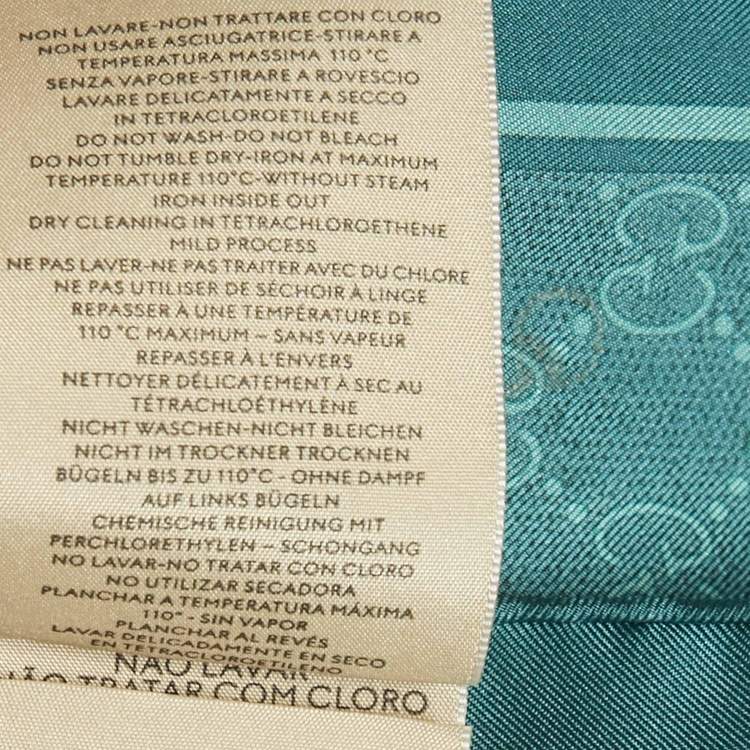 NON LAVARE-NON TRATTARE CON CLORO
NON USARE ASCIUGATRICE-STIRARE A
TEMPERATURA MASSIMA 110 °C
SENZA VAPORE-STIRARE A ROVESCIO
LAVARE DELICATAMENTE A SECCO
IN TETRACLOROETILENE
DO NOT WASH-DO NOT BLEACH
DO NOT TUMBLE DRY-IRON AT MAXIMUM
TEMPERATURE 110°C-WITHOUT STEAM
IRON INSIDE OUT
DRY CLEANING IN TETRACHLOROETHENE
MILD PROCESS
NE PAS LAVER-NE PAS TRAITER AVEC DU CHLORE
NE PAS UTILISER DE SÉCHOIR À LINGE
REPASSER À UNE TEMPÉRATURE DE
110 °C MAXIMUM – SANS VAPEUR
REPASSER À L'ENVERS
NETTOYER DÉLICATEMENT À SEC AU
TÉTRACHLOÉTHYLÈNE
NICHT WASCHEN-NICHT BLEICHEN
NICHT IM TROCKNER TROCKNEN
BÜGELN BIS ZU 110°C - OHNE DAMPF
AUF LINKS BÜGELN
CHEMISCHE REINIGUNG MIT
PERCHLORETHYLEN – SCHONGANG
NO LAVAR-NO TRATAR CON CLORO
NO UTILIZAR SECADORA
PLANCHAR A TEMPERATURA MÁXIMA
110° - SIN VAPOR
PLANCHAR AL REVÉS
LAVAR DELICADAMENTE EN SECO
EN TETRACLOROETILENO
NÃO LAVAR
NÃO TRATAR COM CLORO